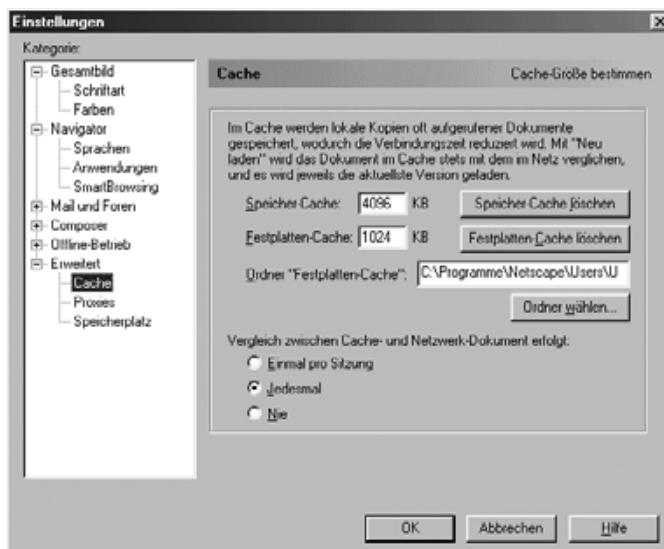 Einstellungen
Kategorie:
Gesamtbild
Schriftart
Farben
Navigator
Sprachen
Anwendungen
SmartBrowsing
Mail und Foren
Composer
Offline-Betrieb
Erweitert
Cache
Proxies
Speicherplatz
Cache Cache-Größe bestimmen
Im Cache werden lokale Kopien oft aufgerufener Dokumente
gespeichert, wodurch die Verbindungszeit reduziert wird. Mit "Neu
laden" wird das Dokument im Cache stets mit dem im Netz verglichen,
und es wird jeweils die aktuellste Version geladen.
Speicher-Cache: 4096 KB Speicher-Cache löschen
Festplatten-Cache: 1024 KB Festplatten-Cache löschen
Ordner "Festplatten-Cache": C:\Programme\Netscape\Users\U
Ordner wählen...
Vergleich zwischen Cache- und Netzwerk-Dokument erfolgt:
Einmal pro Sitzung
Jedesmal
Nie
OK Abbrechen Hilfe